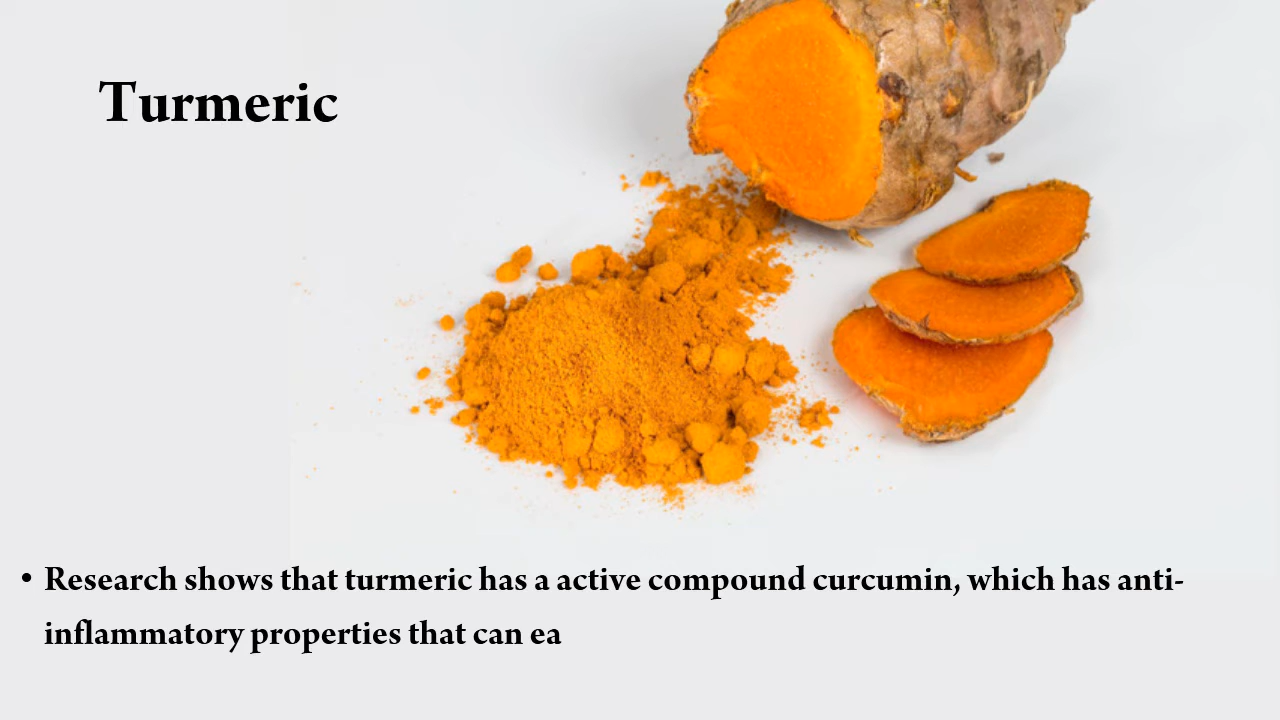 Turmeric
• Research shows that turmeric has a active compound curcumin, which has anti-
inflammatory properties that can ea